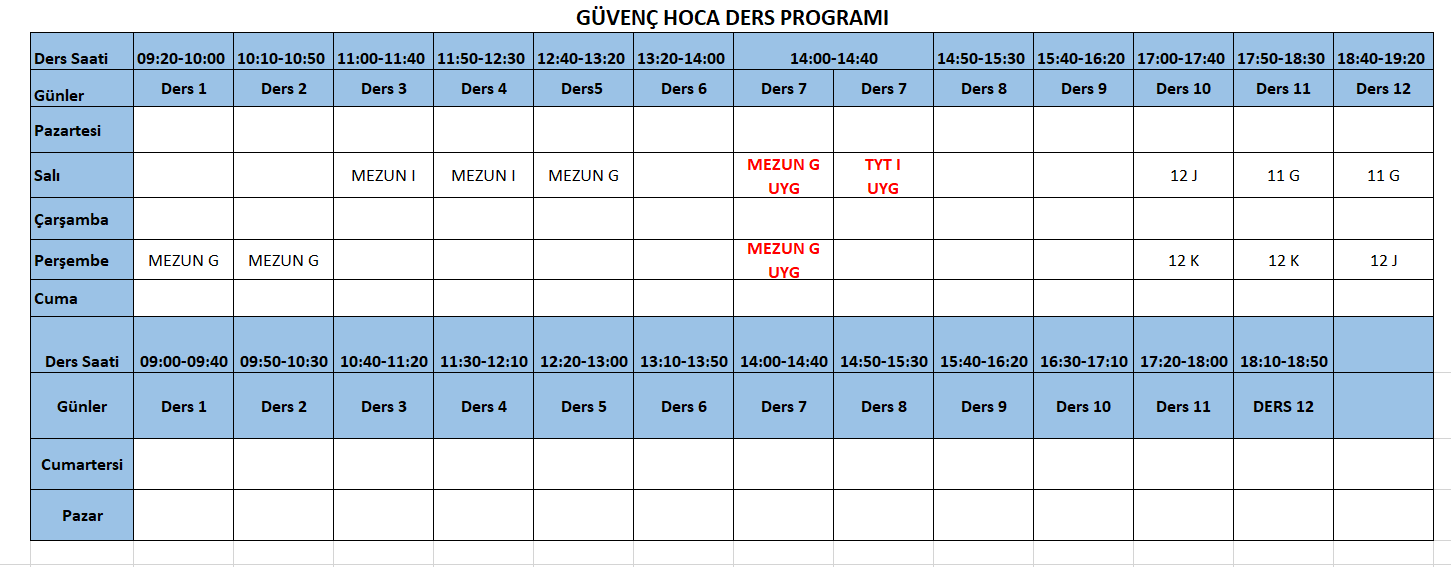 GÜVENÇ HOCA DERS PROGRAMI
Ders Saati 09:20-10:00 10:10-10:50 11:00-11:40 11:50-12:30 12:40-13:20 13:20-14:00 14:00-14:40 14:50-15:30 15:40-16:20 17:00-17:40 17:50-18:30 18:40-19:20
Günler Ders 1 Ders 2 Ders 3 Ders 4 Ders5 Ders 6 Ders 7 Ders 7 Ders 8 Ders 9 Ders 10 Ders 11 Ders 12
Pazartesi
Salı MEZUN I MEZUN I MEZUN G MEZUN G UYG TYT I UYG 12 J 11 G 11 G
Çarşamba
Perşembe MEZUN G MEZUN G MEZUN G UYG 12 K 12 K 12 J
Cuma
Ders Saati 09:00-09:40 09:50-10:30 10:40-11:20 11:30-12:10 12:20-13:00 13:10-13:50 14:00-14:40 14:50-15:30 15:40-16:20 16:30-17:10 17:20-18:00 18:10-18:50
Günler Ders 1 Ders 2 Ders 3 Ders 4 Ders 5 Ders 6 Ders 7 Ders 8 Ders 9 Ders 10 Ders 11 DERS 12
Cumartersi
Pazar